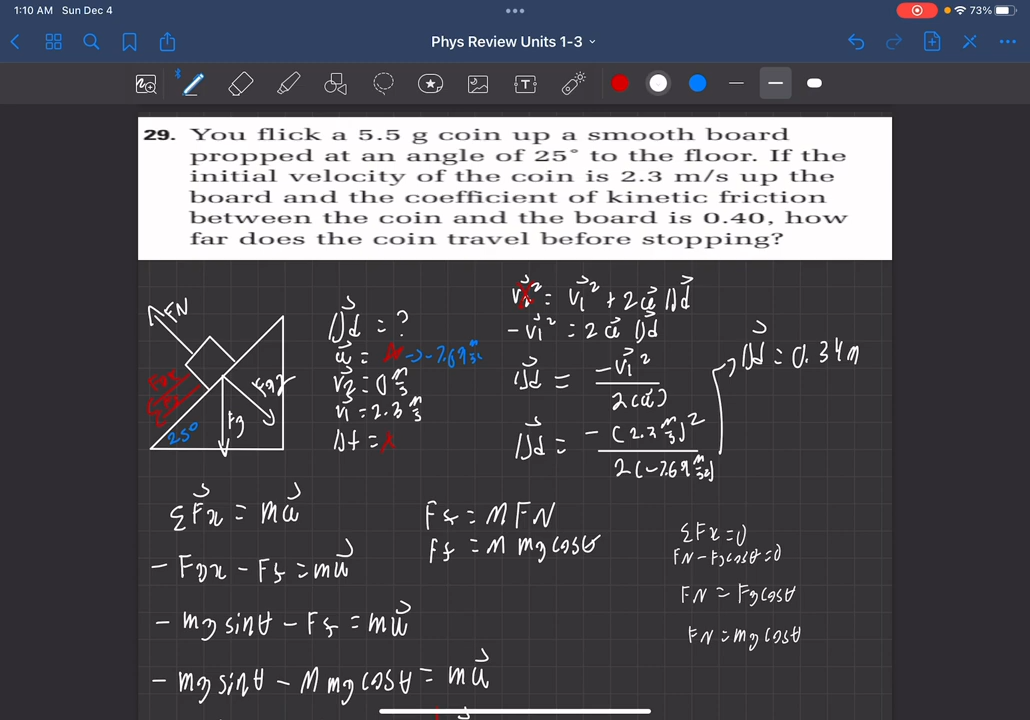 1:10 AM Sun Dec 4
73%
Phys Review Units 1-3
29. You flick a 5.5 g coin up a smooth board
propped at an angle of 25° to the floor. If the
initial velocity of the coin is 2.3 m/s up the
board and the coefficient of kinetic friction
between the coin and the board is 0.40, how
far does the coin travel before stopping?
FN
Fg
25°
Δd = ?
a = → -7.69 m/s²
v2 = 0 m/s
v1 = 2.3 m/s
Δt = x
v2² = v1² + 2aΔd
-v1² = 2aΔd
Δd = -v1² / 2(a)
Δd = -(2.3 m/s)² / 2(-7.69 m/s²)
Δd = 0.34m
ΣFx = ma
-Fgx - Ff = ma
-mg sinθ - Ff = ma
-mg sinθ - μ mg cosθ = ma
Ff = μ FN
Ff = μ mg cosθ
ΣFx = 0
FN - Fg cosθ = 0
FN = Fg cosθ
FN = mg cosθ